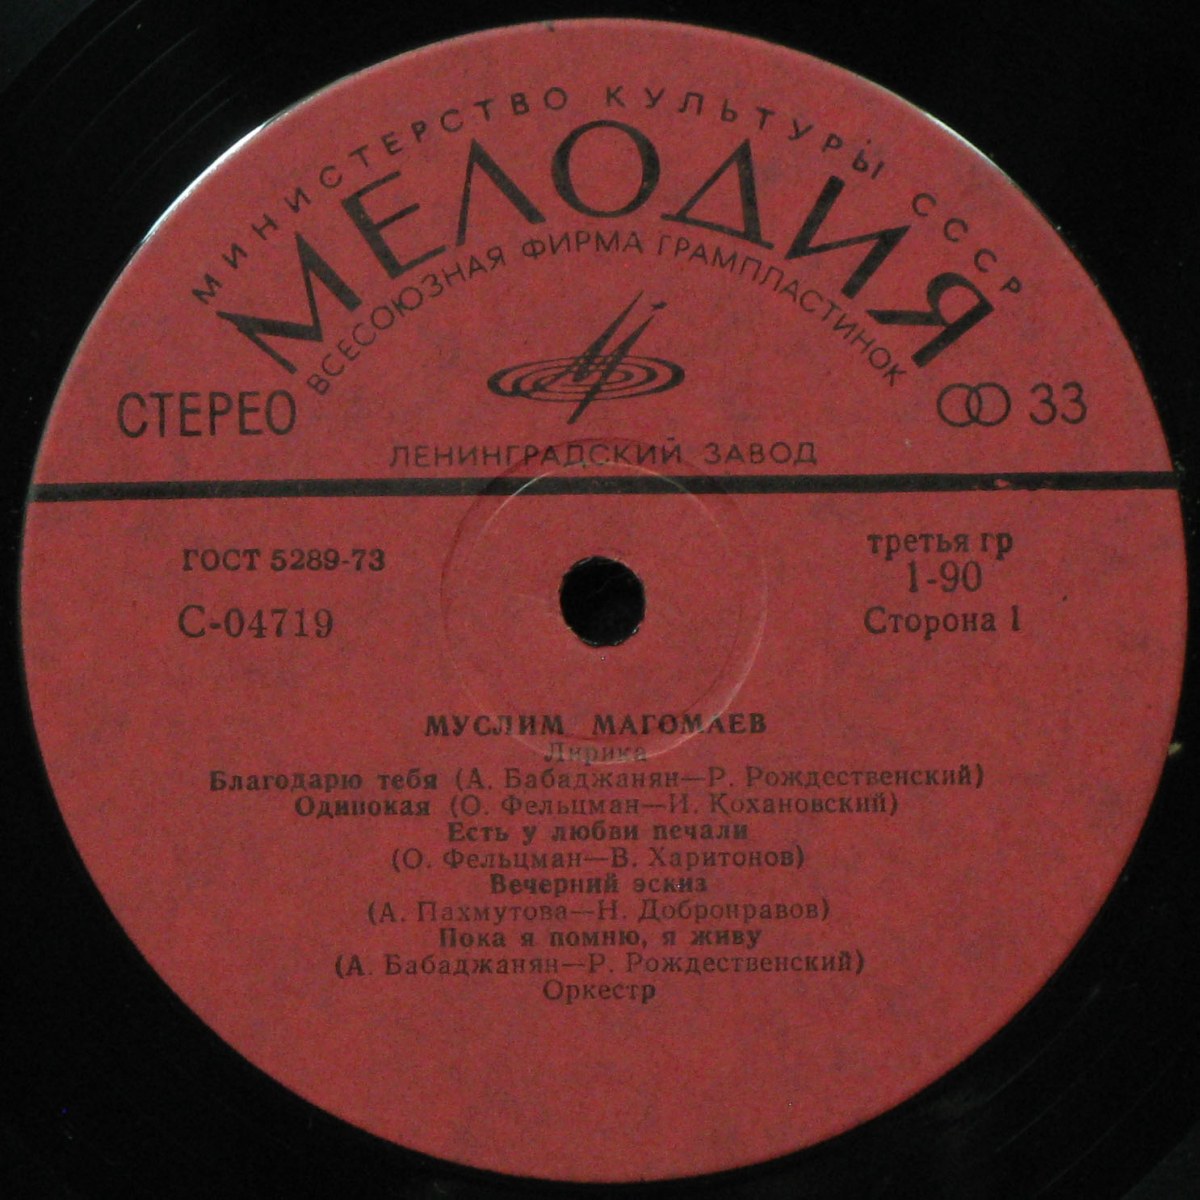 МИНИСТЕРСТВО КУЛЬТУРЫ СССР
МЕЛОДИЯ
ВСЕСОЮЗНАЯ ФИРМА ГРАМПЛАСТИНОК
СТЕРЕО
33
ЛЕНИНГРАДСКИЙ ЗАВОД
ГОСТ 5289-73
С-04719
третья гр
1-90
Сторона 1
МУСЛИМ МАГОМАЕВ
Лирика
Благодарю тебя (А. Бабаджанян—Р. Рождественский)
Одинокая (О. Фельцман—И. Кохановский)
Есть у любви печали
(О. Фельцман—В. Харитонов)
Вечерний эскиз
(А. Пахмутова—Н. Добронравов)
Пока я помню, я живу
(А. Бабаджанян—Р. Рождественский)
Оркестр